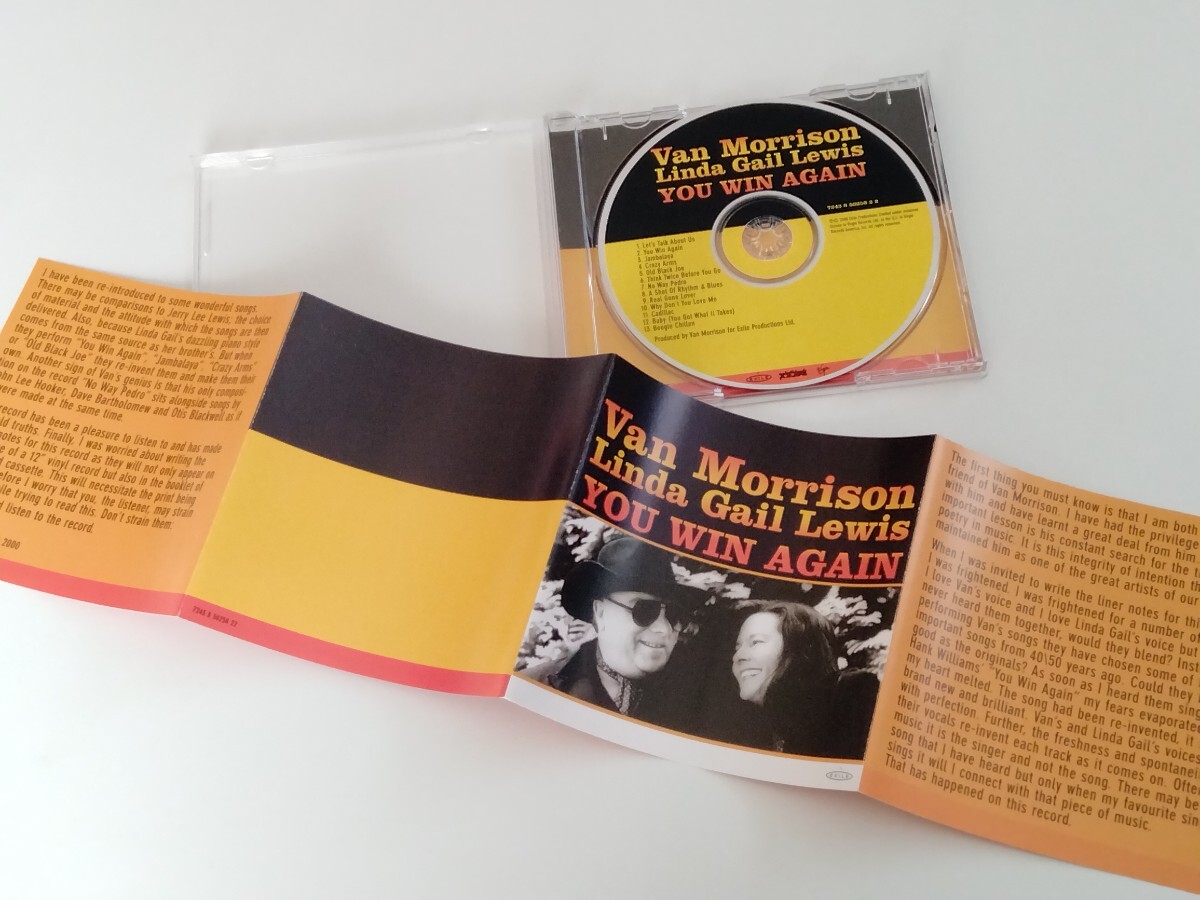 Van Morrison
Linda Gail Lewis
YOU WIN AGAIN
1. Let's Talk About Us
2. You Win Again
3. Jambalaya
4. Crazy Arms
5. Old Black Joe
6. Think Twice Before You Go
7. No Way Pedro
8. A Shot Of Rhythm & Blues
9. Real Gone Lover
10. Why Don't You Love Me
11. Cadillac
12. Baby (You Got What It Takes)
13. Boogie Chillen
Produced by Van Morrison for Exile Productions Ltd.
I have been re-introduced to some wonderful songs.
There may be comparisons to Jerry Lee Lewis; the choice
of material and the attitude with which the songs are then
delivered. Also, because Linda Gail's dazzling piano style
comes from the same source as her brother's. But when
they perform "You Win Again", "Jambalaya", "Crazy Arms"
"Old Black Joe" they re-invent them and make them their
own. Another sign of Van's genius is that his only compos-
tion on the record "No Way Pedro" sits alongside songs by
John Lee Hooker, Dave Bartholomew and Otis Blackwell as if
were made at the same time.
record has been a pleasure to listen to and has made
old truths. Finally, I was worried about writing the
notes for this record as they will not only appear on
of a 12" vinyl record but also in the booklet of
cassette. This will necessitate the print being
before I worry that you, the listener, may strain
while trying to read this. Don't strain them:
listen to the record.
2000
Van Morrison
Linda Gail Lewis
YOU WIN AGAIN
EXILE
The first thing you must know is that I am both
friend of Van Morrison. I have had the privilege
with him and have learnt a great deal from him.
important lesson is his constant search for the
poetry in music. It is this integrity of intention
maintained him as one of the great artists of our
When I was invited to write the liner notes for this
I was frightened. I was frightened for a number of
I love Van's voice and I love Linda Gail's voice but
never heard them together, would they blend? Inst
performing Van's songs they have chosen some of
important songs from 40\50 years ago. Could they
good as the originals? As soon as I heard them sing
Hank Williams' "You Win Again" my fears evaporated
my heart melted. The song had been re-invented, it
brand new and brilliant. Van's and Linda Gail's voices
with perfection. Further, the freshness and spontanei
their vocals re-invent each track as it comes on. Often
music it is the singer and not the song. There may be
song that I have heard but only when my favourite sin
sings it will I connect with that piece of music.
That has happened on this record.